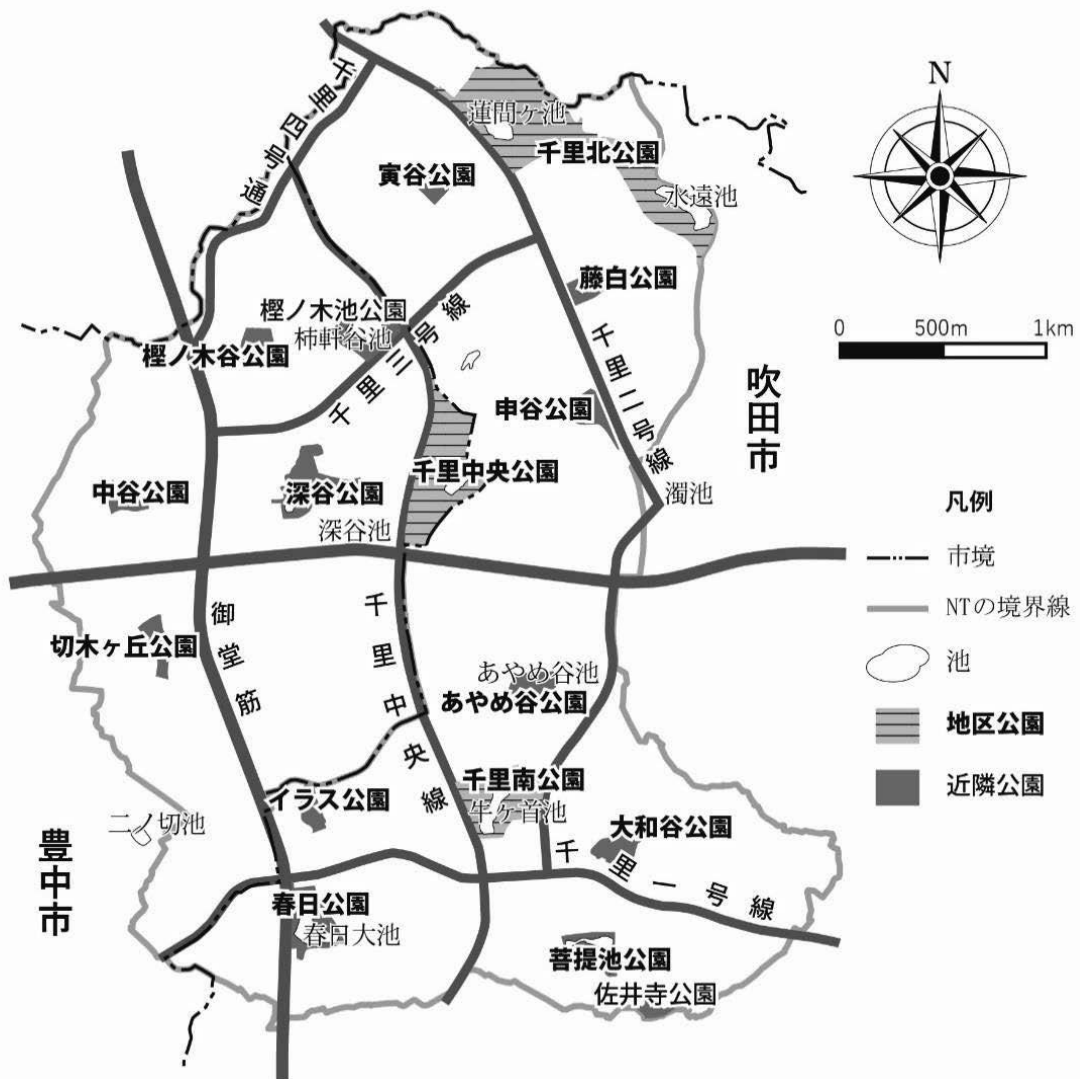 千里四号通
蓮間ヶ池
千里北公園
寅谷公園
水遠池
N
藤白公園
樫ノ木池公園
柿軒谷池
樫ノ木谷公園
千里三号線
千里二号線
0 500m 1km
吹田市
申谷公園
千里中央公園
中谷公園
深谷公園
深谷池
濁池
凡例
市境
NTの境界線
池
地区公園
近隣公園
御堂筋
千里中央線
切木ヶ丘公園
あやめ谷池
あやめ谷公園
千里南公園
牛ヶ首池
イラス公園
二ノ切池
豊中市
大和谷公園
千里一号線
春日公園
春日大池
菩提池公園
佐井寺公園